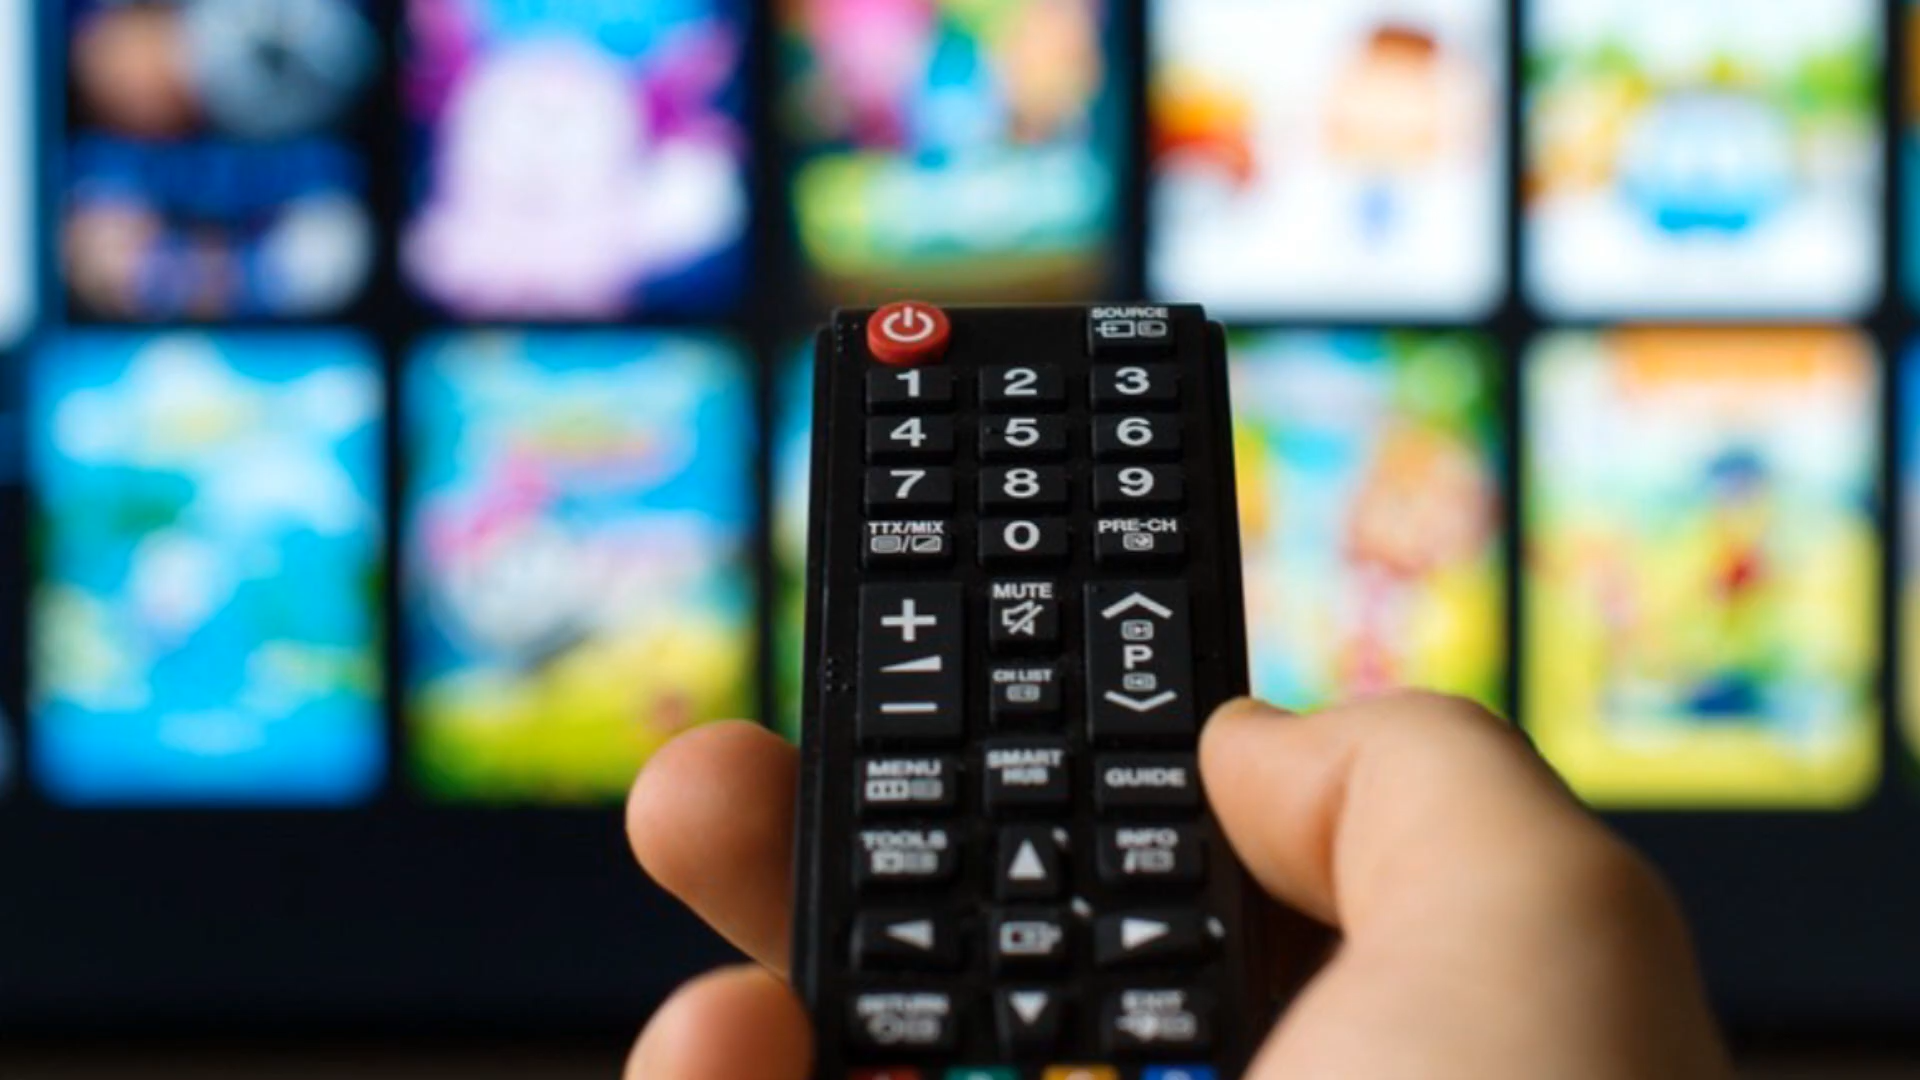 SOURCE
1 2 3
4 5 6
7 8 9
TTX/MIX 0 PRE-CH
MUTE
P
CH LIST
MENU SMART HUB GUIDE
TOOLS INFO
RETURN EXIT